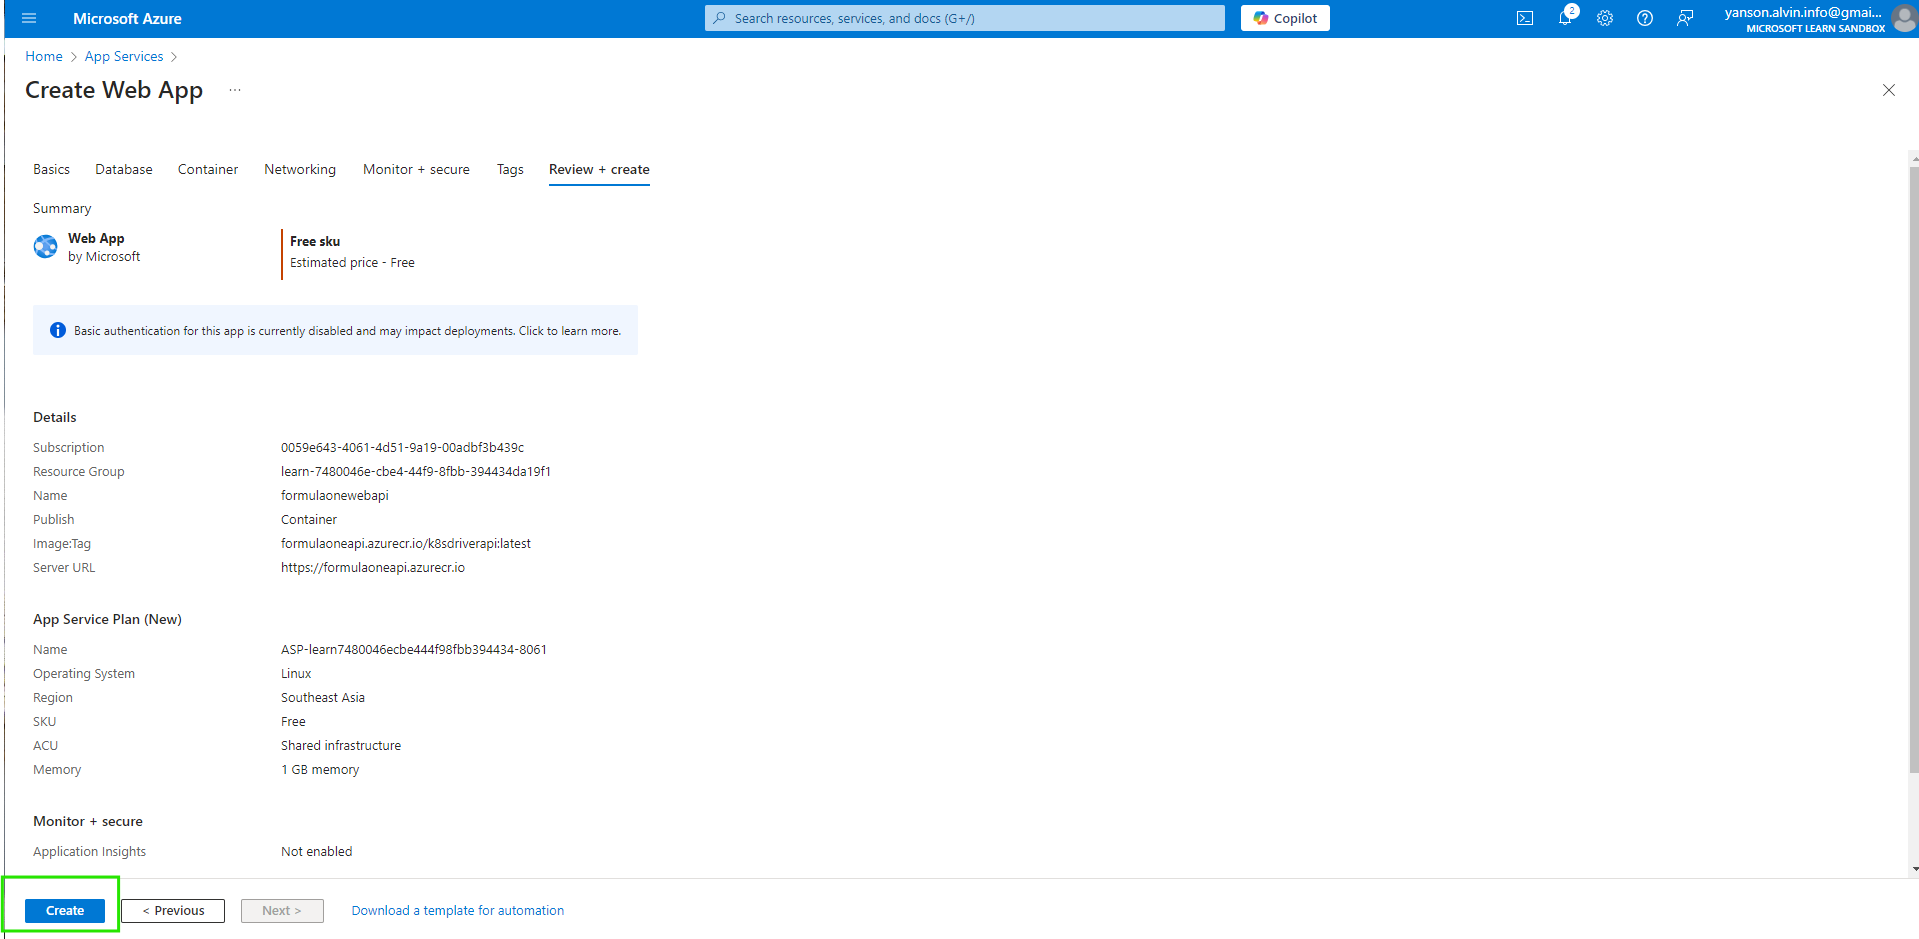 Microsoft Azure
Search resources, services, and docs (G+/)
Copilot
2
yanson.alvin.info@gmai...
MICROSOFT LEARN SANDBOX
Home > App Services >
Create Web App ...
Basics Database Container Networking Monitor + secure Tags Review + create
Summary
Web App
by Microsoft
Free sku
Estimated price - Free
Basic authentication for this app is currently disabled and may impact deployments. Click to learn more.
Details
Subscription 0059e643-4061-4d51-9a19-00adbf3b439c
Resource Group learn-7480046e-cbe4-44f9-8fbb-394434da19f1
Name formulaonewebapi
Publish Container
Image:Tag formulaoneapi.azurecr.io/k8sdriverapi:latest
Server URL https://formulaoneapi.azurecr.io
App Service Plan (New)
Name ASP-learn7480046ecbe444f98fbb394434-8061
Operating System Linux
Region Southeast Asia
SKU Free
ACU Shared infrastructure
Memory 1 GB memory
Monitor + secure
Application Insights Not enabled
Create < Previous Next > Download a template for automation